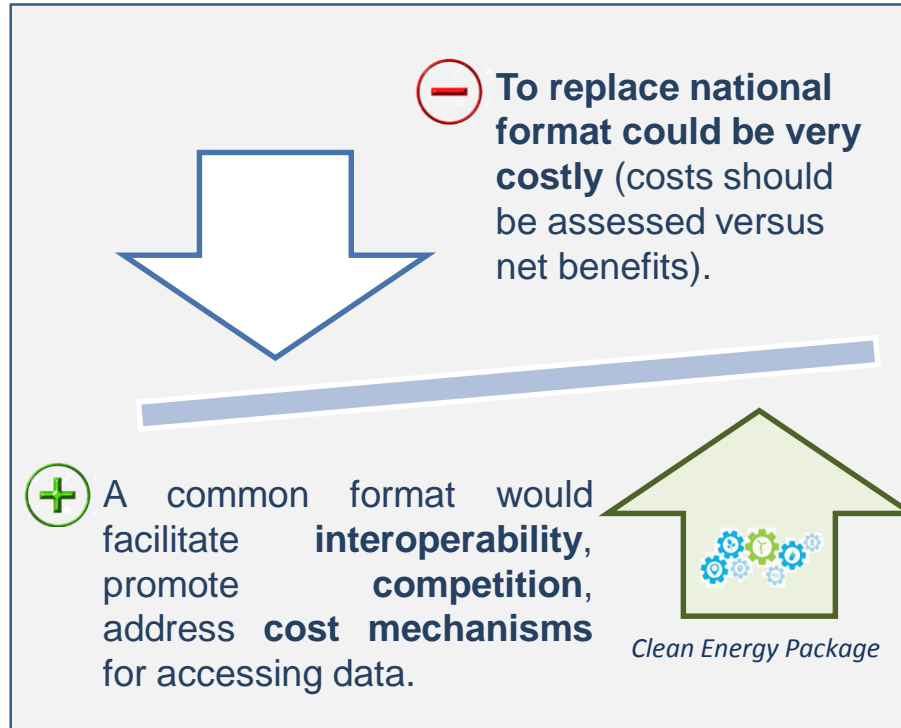 To replace national
format could be very
costly (costs should
be assessed versus
net benefits).
A common format would
facilitate interoperability,
promote competition,
address cost mechanisms
for accessing data.
Clean Energy Package